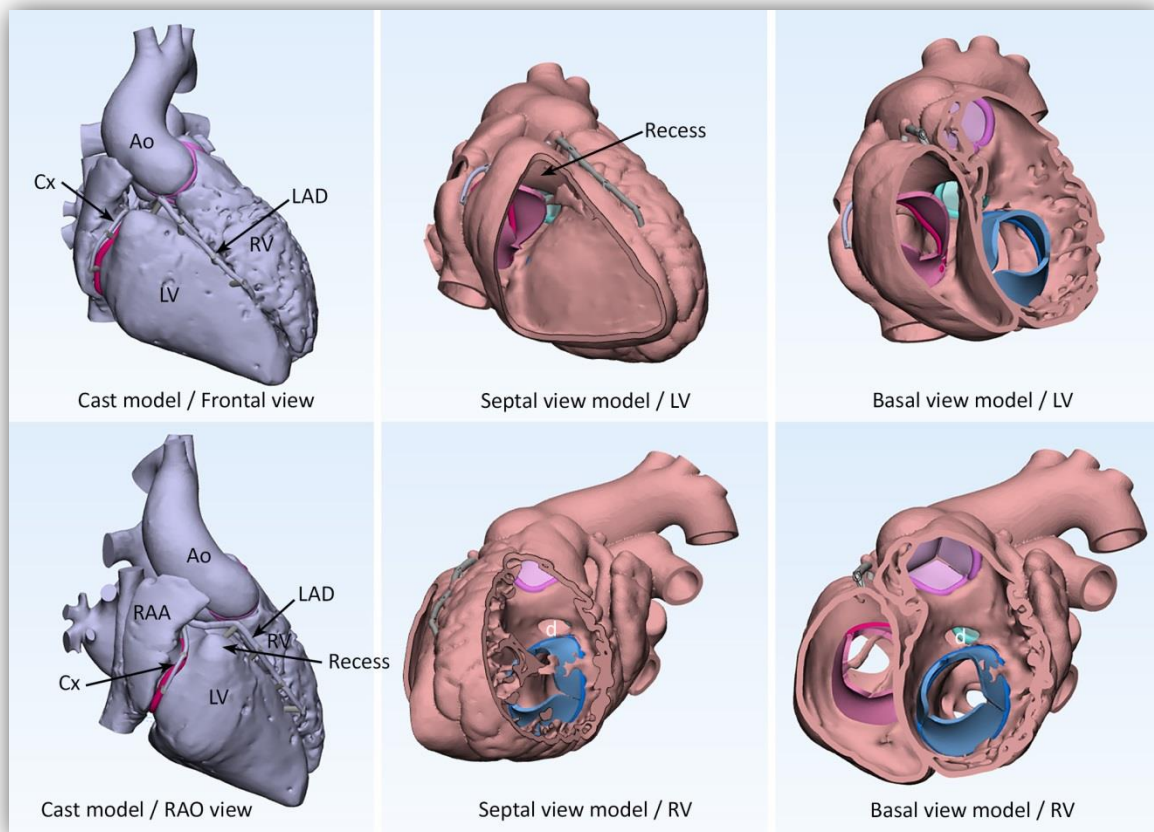 Ao
Cx
LAD
RV
LV
Cast model / Frontal view
Recess
Septal view model / LV
Basal view model / LV
Ao
RAA
LAD
RV
Recess
Cx
LV
Cast model / RAO view
d
Septal view model / RV
d
Basal view model / RV